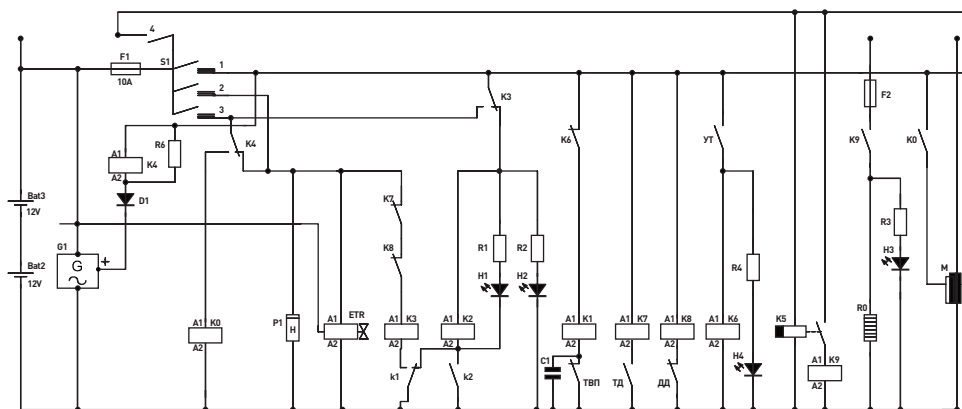 4
F1
S1
10A
1
2
3
K3
K4
A1
K4
A2
R6
D1
Bat3
12V
G1
+
G
Bat2
12V
K6
УТ
F2
K9
K0
K7
K8
R1
R2
H1
H2
R4
R3
H3
M
A1 K0
A2
P1
H
A1 ETR
A2
A1 K3
A2
A1 K2
A2
A1 K1
A2
A1 K7
A2
A1 K8
A2
A1 K6
A2
K5
R0
k1
k2
C1
ТВП
ТД
ДД
H4
A1 K9
A2